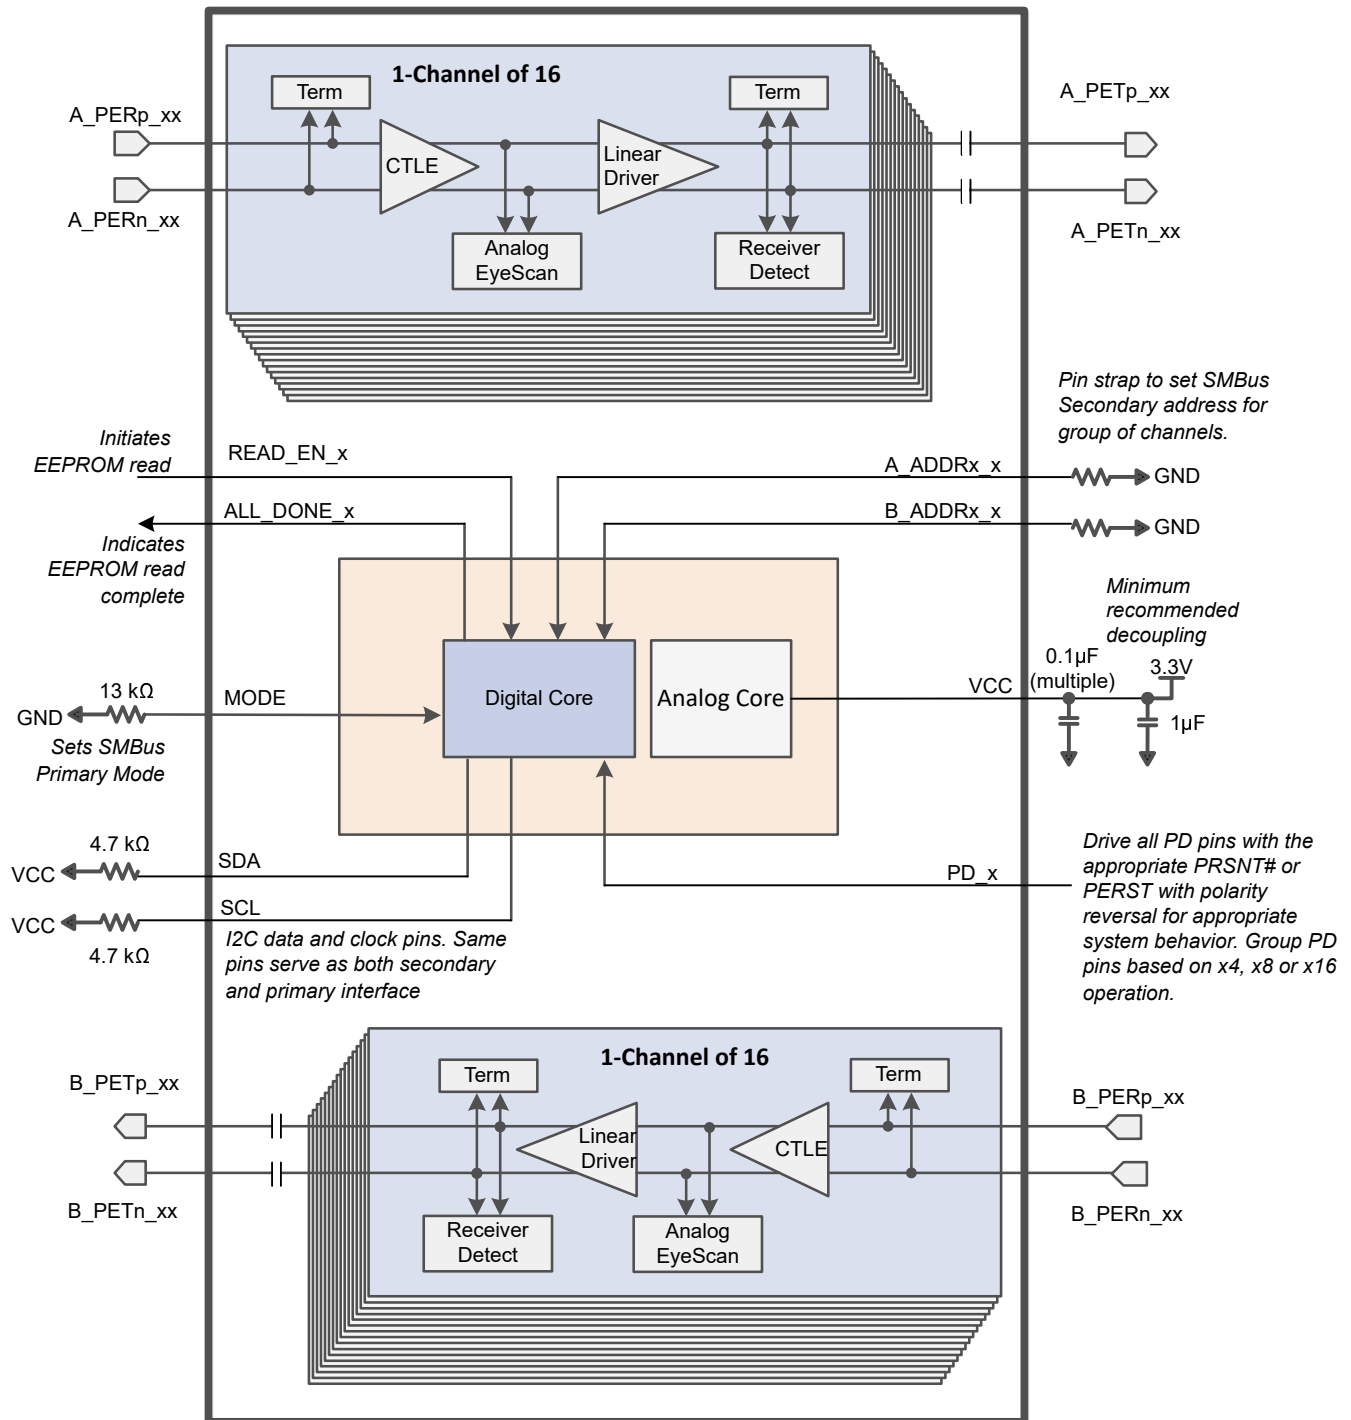 1-Channel of 16
A_PERp_xx
A_PERn_xx
Term
CTLE
Analog
EyeScan
Linear
Driver
Term
Receiver
Detect
A_PETp_xx
A_PETn_xx
Initiates
EEPROM read
READ_EN_x
ALL_DONE_x
Indicates
EEPROM read
complete
Pin strap to set SMBus
Secondary address for
group of channels.
A_ADDRx_x
GND
B_ADDRx_x
GND
Digital Core
Analog Core
Minimum
recommended
decoupling
VCC
0.1µF
(multiple)
3.3V
1µF
13 kΩ
GND
MODE
Sets SMBus
Primary Mode
4.7 kΩ
VCC
SDA
VCC
SCL
4.7 kΩ
I2C data and clock pins. Same
pins serve as both secondary
and primary interface
PD_x
Drive all PD pins with the
appropriate PRSNT# or
PERST with polarity
reversal for appropriate
system behavior. Group PD
pins based on x4, x8 or x16
operation.
1-Channel of 16
B_PETp_xx
B_PETn_xx
Term
Linear
Driver
Receiver
Detect
Term
CTLE
Analog
EyeScan
B_PERp_xx
B_PERn_xx